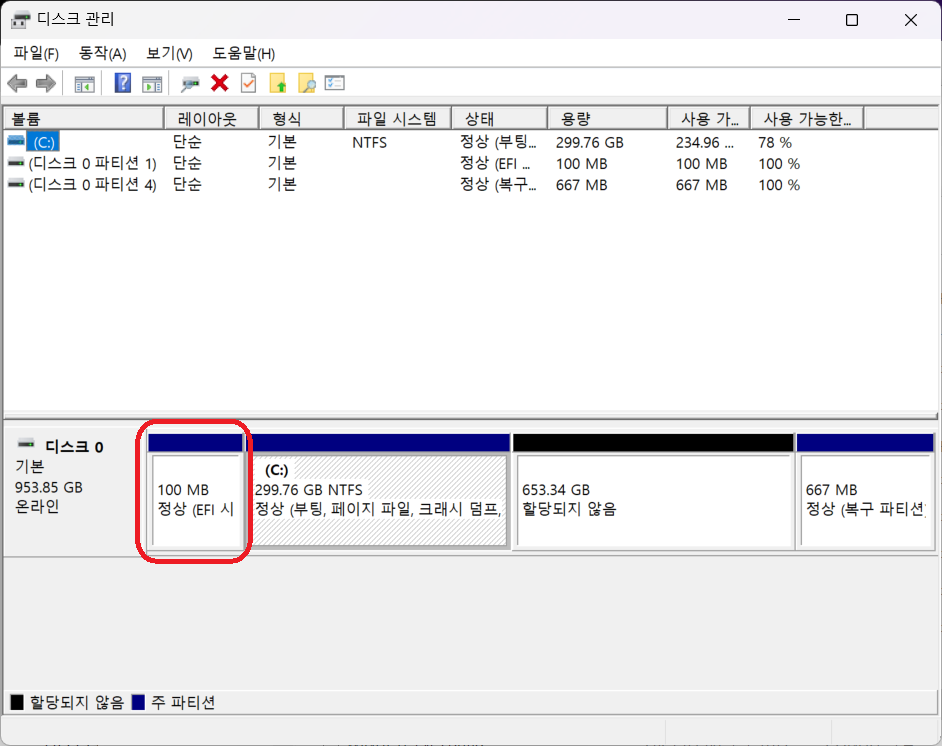 디스크 관리
파일(F) 동작(A) 보기(V) 도움말(H)
볼륨 레이아웃 형식 파일 시스템 상태 용량 사용 가... 사용 가능한...
(C:) 단순 기본 NTFS 정상 (부팅... 299.76 GB 234.96 ... 78 %
(디스크 0 파티션 1) 단순 기본 정상 (EFI ... 100 MB 100 MB 100 %
(디스크 0 파티션 4) 단순 기본 정상 (복구... 667 MB 667 MB 100 %
디스크 0
기본
953.85 GB
온라인
100 MB
정상 (EFI 시
(C:)
299.76 GB NTFS
정상 (부팅, 페이지 파일, 크래시 덤프,
653.34 GB
할당되지 않음
667 MB
정상 (복구 파티션)
할당되지 않음 주 파티션